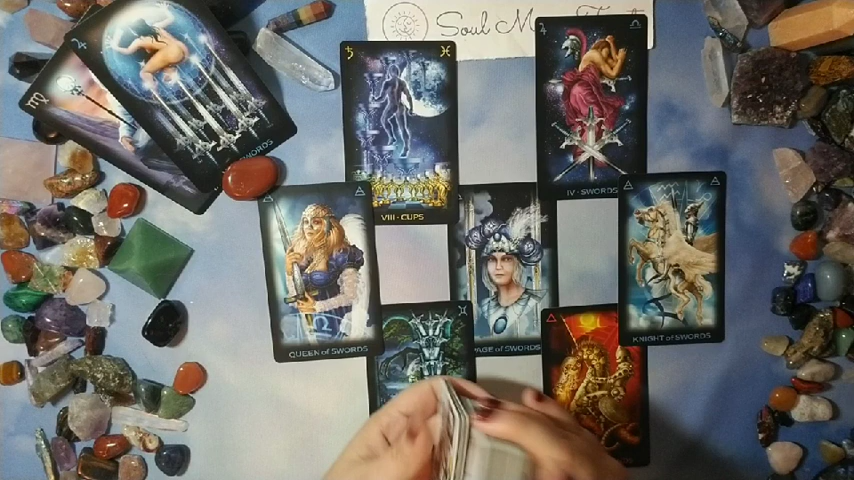 Soul M
VIII · CUPS
IV · SWORDS
SWORDS
QUEEN of SWORDS
PAGE of SWORDS
KNIGHT of SWORDS